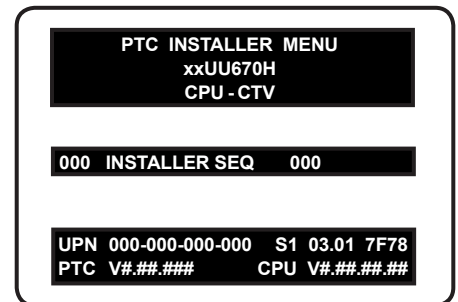 PTC INSTALLER MENU
xxUU670H
CPU - CTV
000 INSTALLER SEQ 000
UPN 000-000-000-000 S1 03.01 7F78
PTC V#.##.### CPU V#.##.##.##